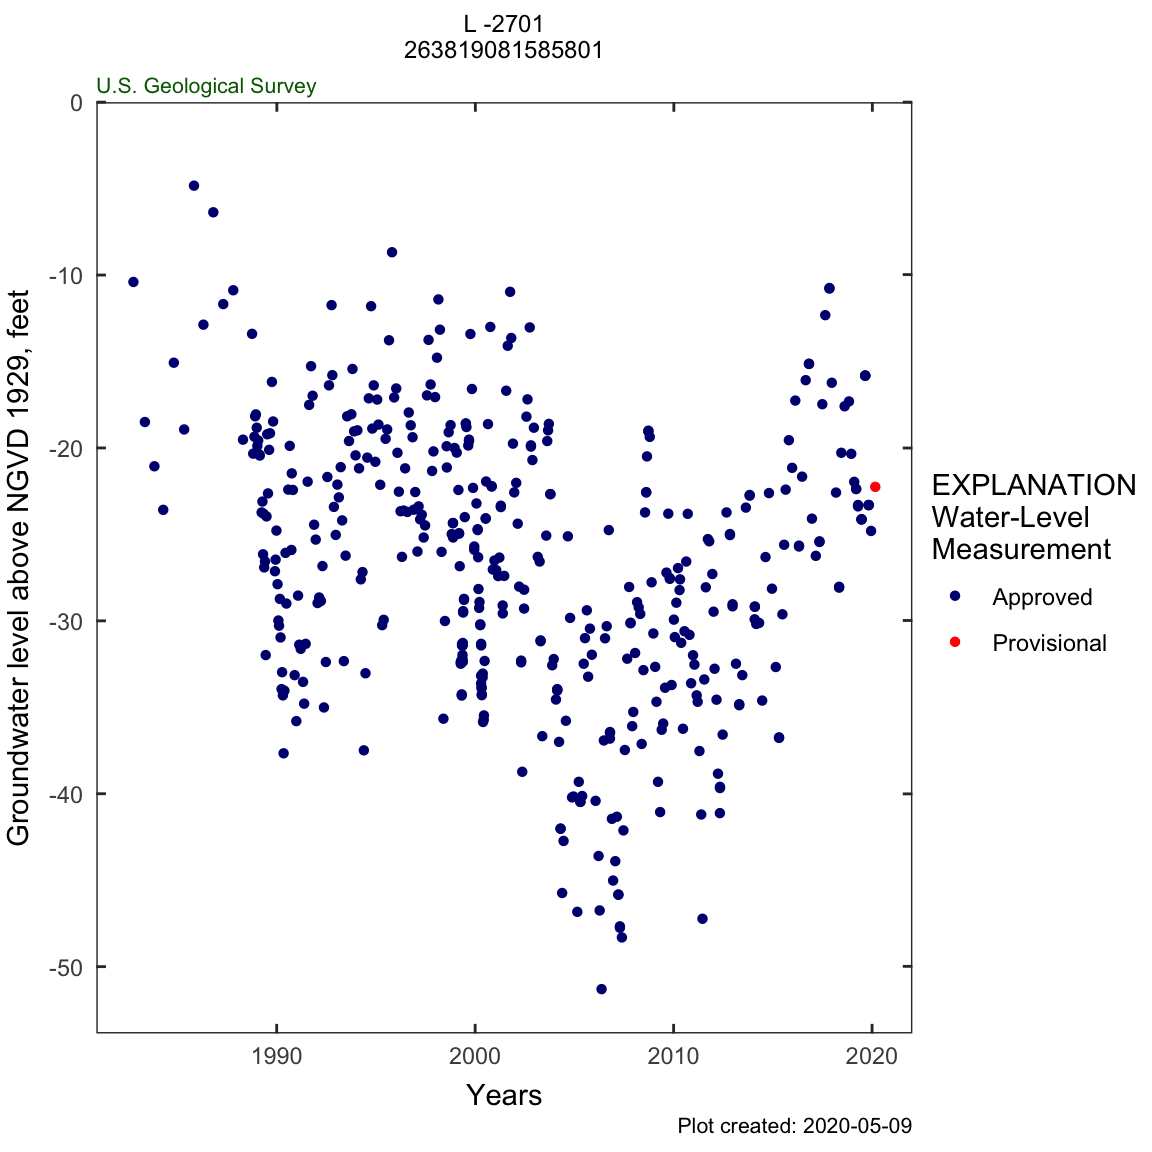 L -2701
263819081585801
U.S. Geological Survey
0
-10
-20
-30
-40
-50
Groundwater level above NGVD 1929, feet
1990
2000
2010
2020
Years
EXPLANATION
Water-Level
Measurement
Approved
Provisional
Plot created: 2020-05-09